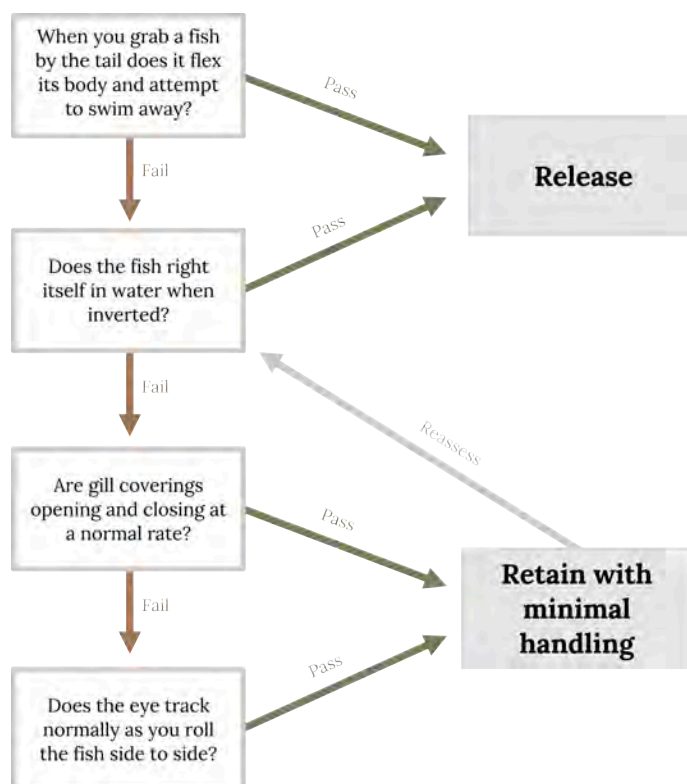 When you grab a fish
by the tail does it flex
its body and attempt
to swim away?
Pass
Release
Fail
Pass
Does the fish right
itself in water when
inverted?
Fail
Reassess
Are gill coverings
opening and closing at
a normal rate?
Pass
Retain with
minimal
handling
Fail
Pass
Does the eye track
normally as you roll
the fish side to side?